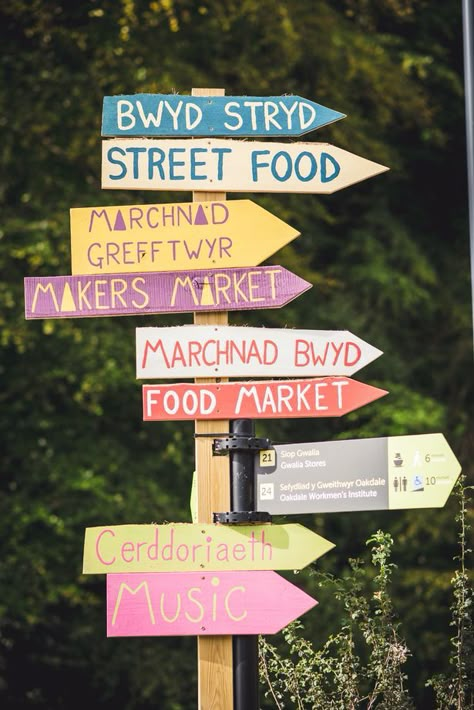 BWYD STRYD
STREET FOOD
MARCHNAD
GREFFTWYR
MAKERS MARKET
MARCHNAD BWYD
FOOD MARKET
21 Siop Gwalia
Gwalia Stores
6
24 Sefydliad y Gweithwyr Oakdale
Oakdale Workmen's Institute
10
Cerddoriaeth
Music